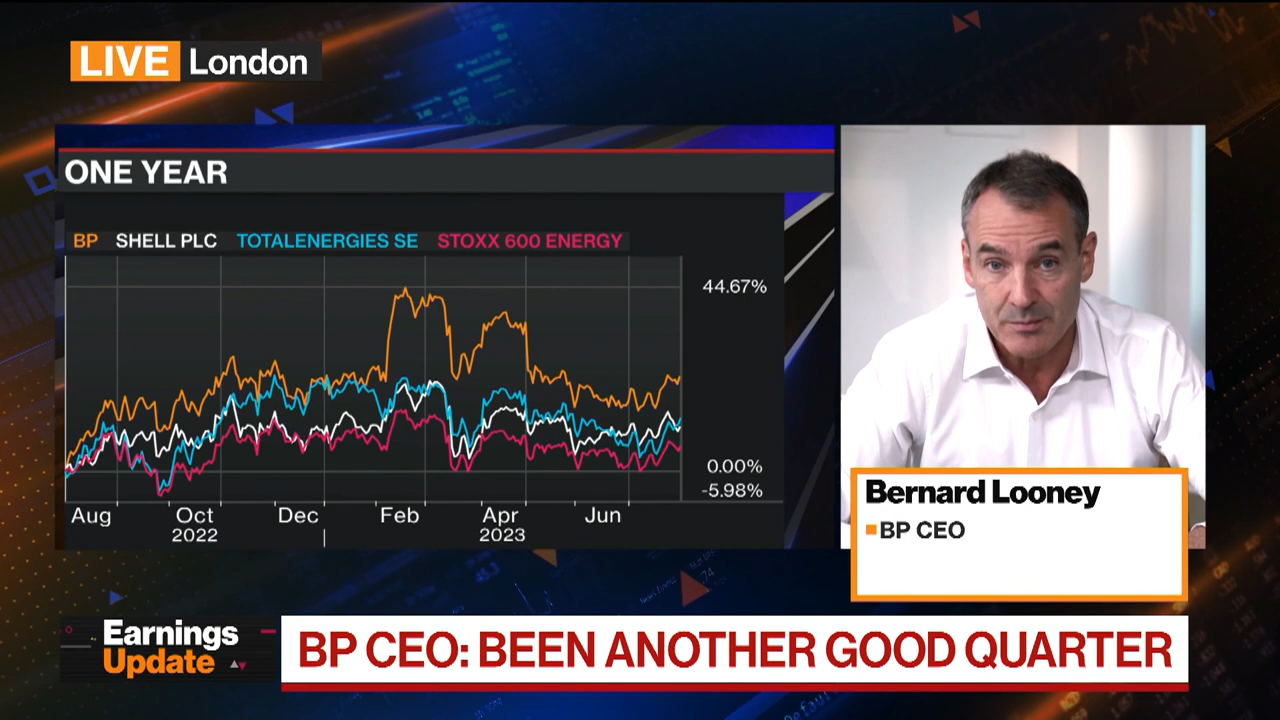 LIVE London
ONE YEAR
BP SHELL PLC TOTALENERGIES SE STOXX 600 ENERGY
44.67%
0.00%
-5.98%
Aug Oct Dec Feb Apr Jun
2022 2023
Bernard Looney
BP CEO
Earnings
Update
BP CEO: BEEN ANOTHER GOOD QUARTER